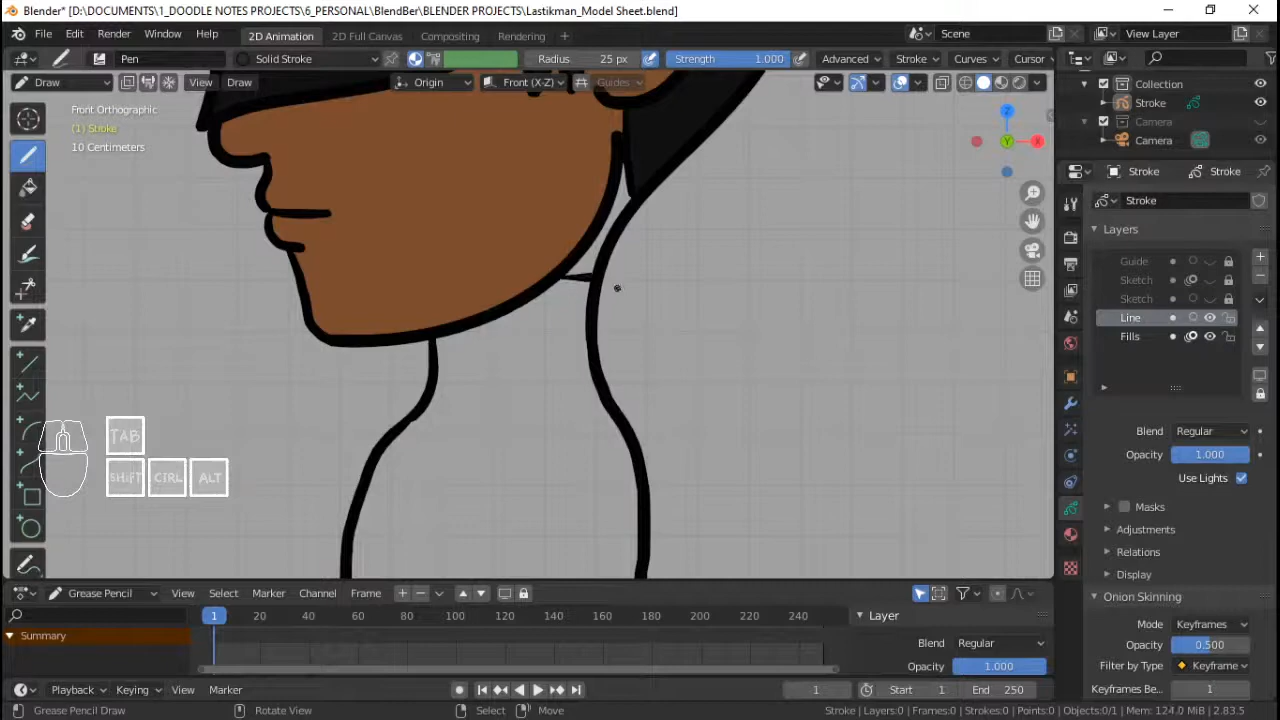 Blender* [D:\DOCUMENTS\1_DOODLE NOTES PROJECTS\6_PERSONAL\BlendBer\BLENDER PROJECTS\Lastikman_Model Sheet.blend]
File Edit Render Window Help 2D Animation 2D Full Canvas Compositing Rendering + Scene View Layer
Pen Solid Stroke Radius 25 px Strength 1.000 Advanced Stroke Curves Cursor
Draw View Draw Origin Front (X-Z) Guides
Front Orthographic
(1) Stroke
10 Centimeters
Z
Y
X
TAB
SHIFT CTRL ALT
Collection
Stroke
Camera
Camera
Stroke Stroke
Stroke
Layers
Guide
Sketch
Sketch
Line
Fills
Blend Regular
Opacity 1.000
Use Lights
Masks
Adjustments
Relations
Display
Onion Skinning
Mode Keyframes
Opacity 0.500
Filter by Type Keyframe
Keyframes Be... 1
Grease Pencil View Select Marker Channel Frame
1 20 40 60 80 100 120 140 160 180 200 220 240
Summary
Layer
Blend Regular
Opacity 1.000
Playback Keying View Marker 1 Start 1 End 250
Grease Pencil Draw Rotate View Select Move Stroke | Layers:0 | Frames:0 | Strokes:0 | Points:0 | Objects:0/1 | Mem: 124.0 MiB | 2.83.5